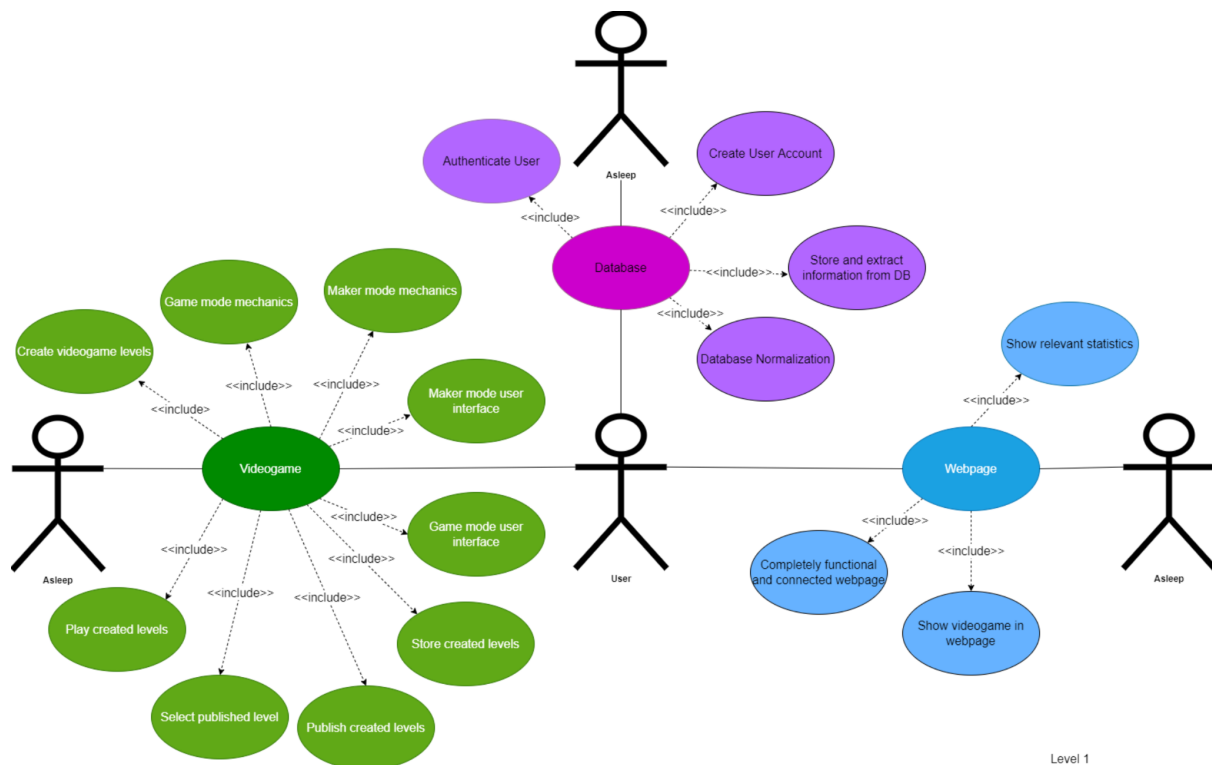 Asleep
Authenticate User
Create User Account
<<include>
<<include>>
Database
<<include>>
Store and extract
information from DB
<<include>>
Database Normalization
Game mode mechanics
Maker mode mechanics
Create videogame levels
<<include>
<<include>>
<<include>>
Maker mode user
interface
<<include>>
Videogame
Asleep
<<include>>
Game mode user
interface
<<include>>
<<include>>
<<include>>
<<include>>
Play created levels
Store created levels
Select published level
Publish created levels
User
Show relevant statistics
<<include>>
Webpage
Asleep
<<include>>
<<include>>
Completely functional
and connected webpage
Show videogame in
webpage
Level 1